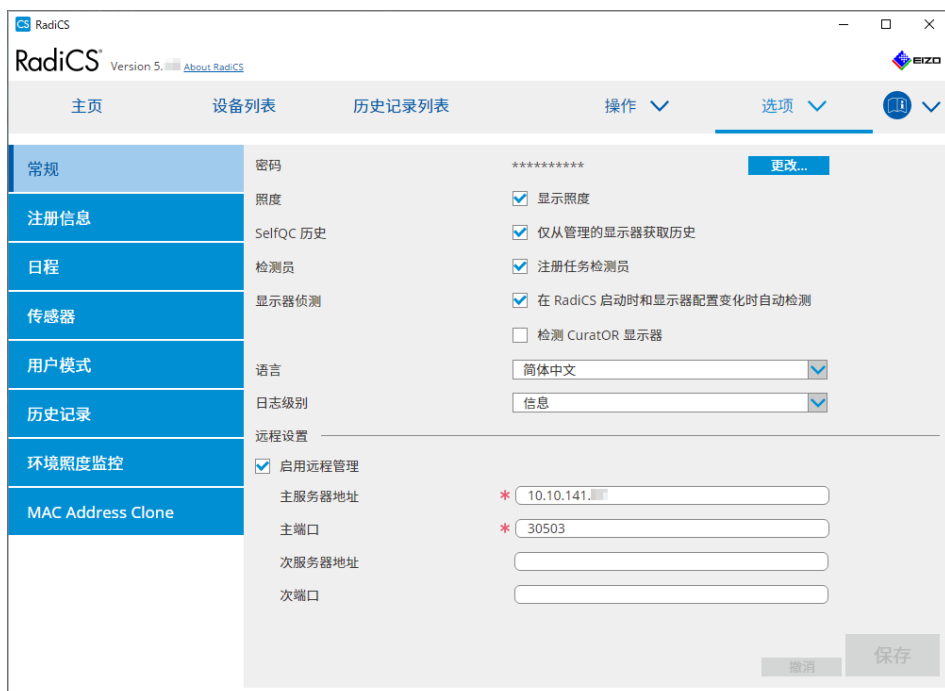 CS RadiCS
RadiCS® Version 5. About RadiCS
EIZO
主页 设备列表 历史记录列表 操作 选项
常规
注册信息
日程
传感器
用户模式
历史记录
环境照度监控
MAC Address Clone
密码 ********** 更改...
照度 显示照度
SelfQC 历史 仅从管理的显示器获取历史
检测员 注册任务检测员
显示器侦测 在 RadiCS 启动时和显示器配置变化时自动检测
检测 CuratOR 显示器
语言 简体中文
日志级别 信息
远程设置
启用远程管理
主服务器地址 * 10.10.141.
主端口 * 30503
次服务器地址
次端口
撤消 保存